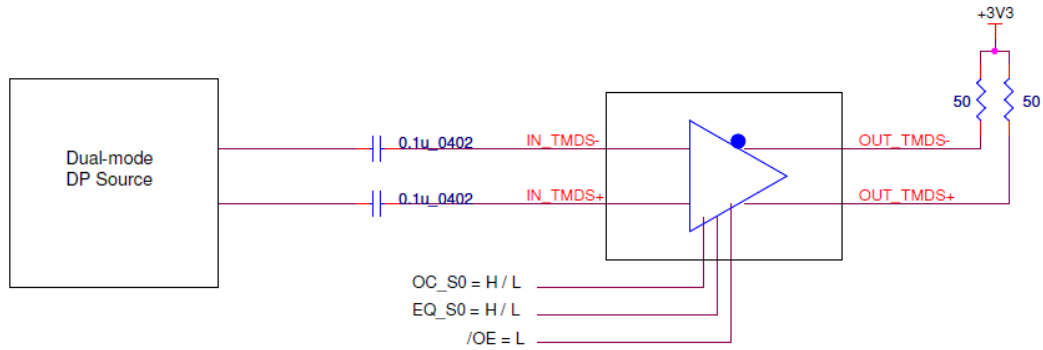 +3V3
50
50
Dual-mode
DP Source
0.1u_0402
IN_TMDS-
OUT_TMDS-
0.1u_0402
IN_TMDS+
OUT_TMDS+
OC_S0 = H / L
EQ_S0 = H / L
/OE = L